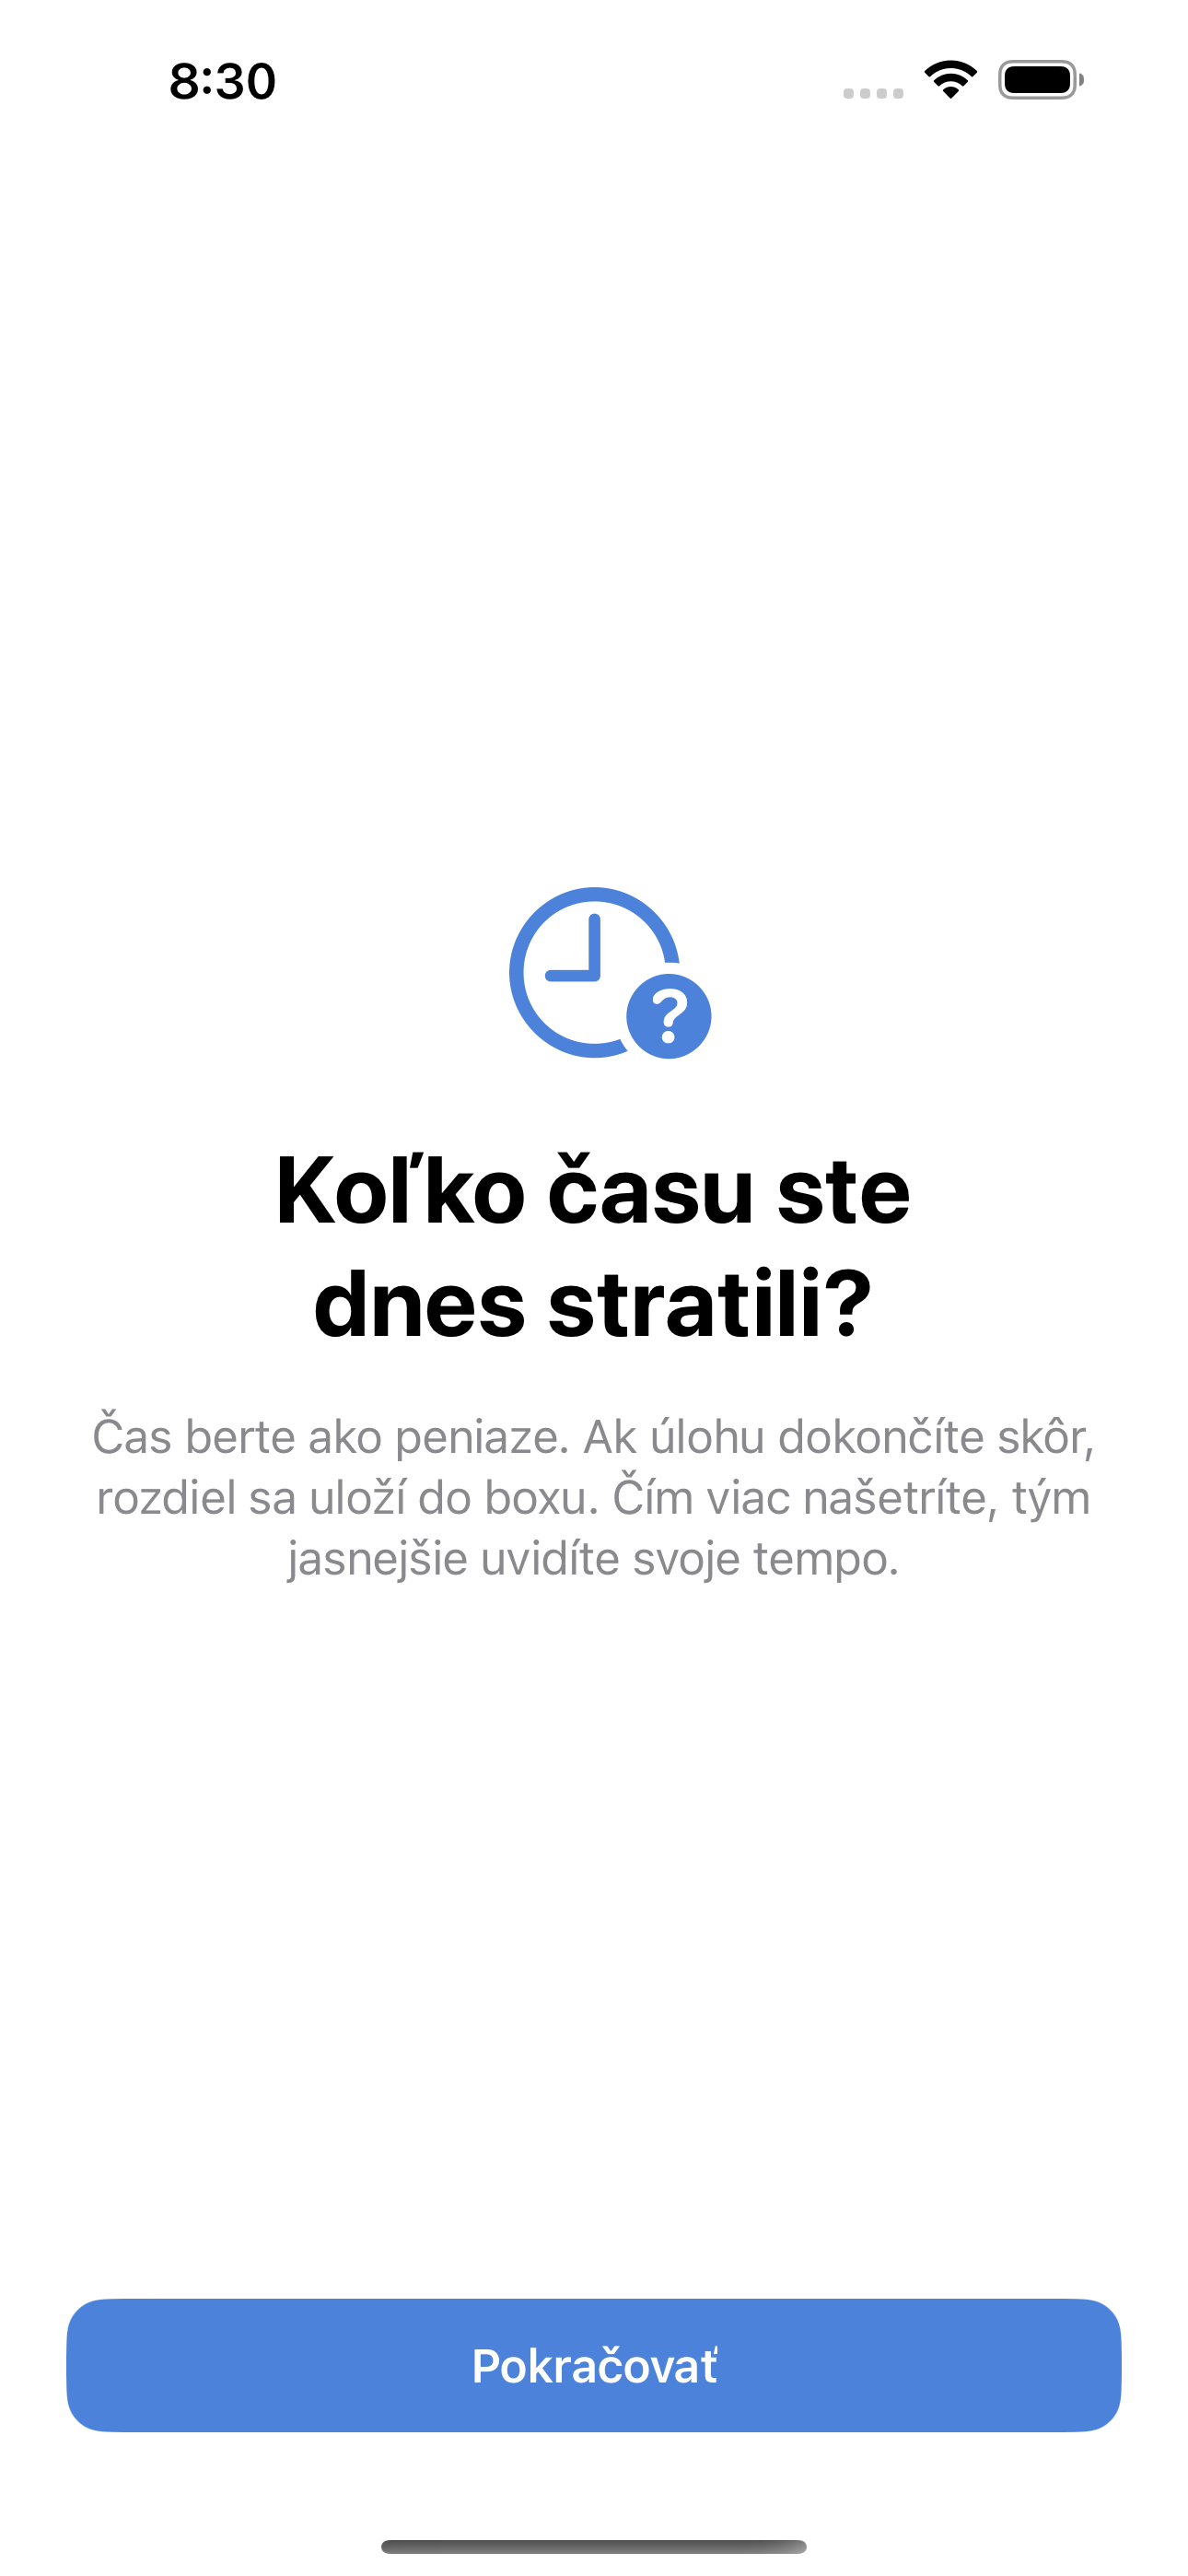 8:30
?
Koľko času ste
dnes stratili?
Čas berte ako peniaze. Ak úlohu dokončíte skôr,
rozdiel sa uloží do boxu. Čím viac našetríte, tým
jasnejšie uvidíte svoje tempo.
Pokračovať